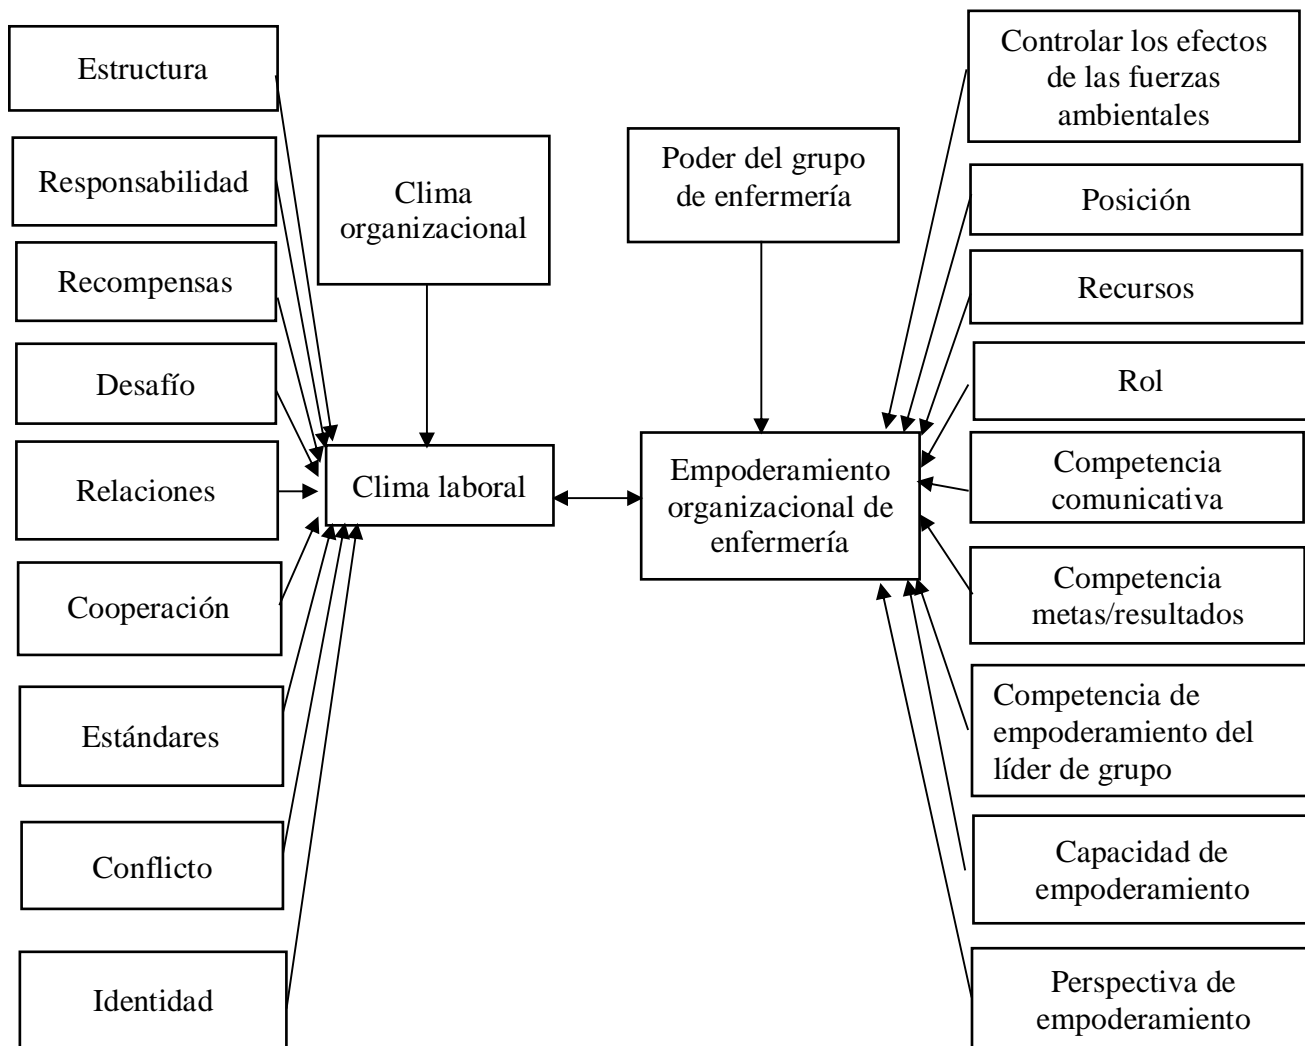 Estructura
Responsabilidad
Recompensas
Desafío
Relaciones
Cooperación
Estándares
Conflicto
Identidad
Clima
organizacional
Clima laboral
Poder del grupo
de enfermería
Empoderamiento
organizacional de
enfermería
Controlar los efectos
de las fuerzas
ambientales
Posición
Recursos
Rol
Competencia
comunicativa
Competencia
metas/resultados
Competencia de
empoderamiento del
líder de grupo
Capacidad de
empoderamiento
Perspectiva de
empoderamiento